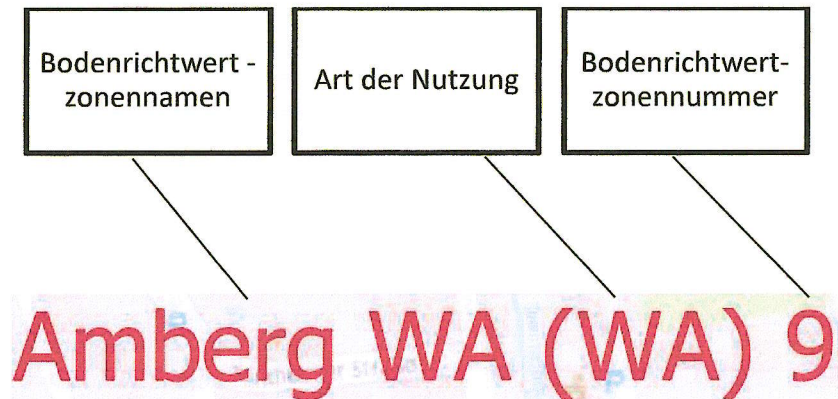 Bodenrichtwert -
zonennamen
Art der Nutzung
Bodenrichtwert-
zonennummer
Amberg WA (WA) 9